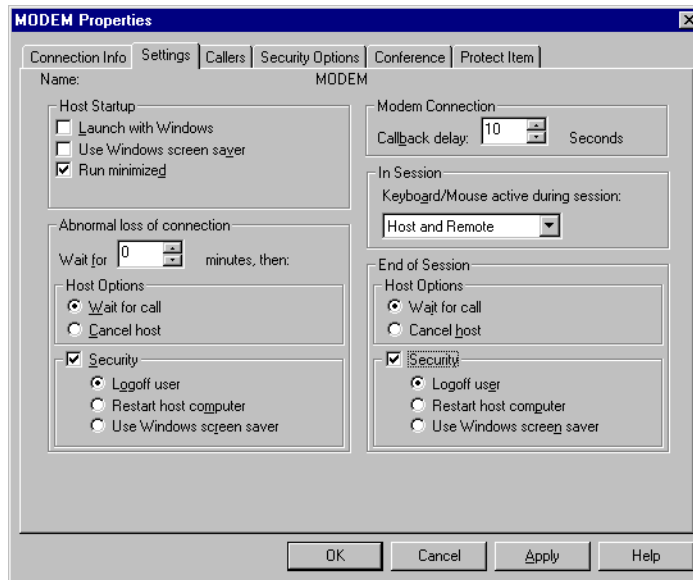 MODEM Properties
Connection Info Settings Callers Security Options Conference Protect Item
Name: MODEM
Host Startup
Launch with Windows
Use Windows screen saver
Run minimized
Modem Connection
Callback delay: 10 Seconds
In Session
Keyboard/Mouse active during session:
Host and Remote
Abnormal loss of connection
Wait for 0 minutes, then:
Host Options
Wait for call
Cancel host
Security
Logoff user
Restart host computer
Use Windows screen saver
End of Session
Host Options
Wait for call
Cancel host
Security
Logoff user
Restart host computer
Use Windows screen saver
OK Cancel Apply Help